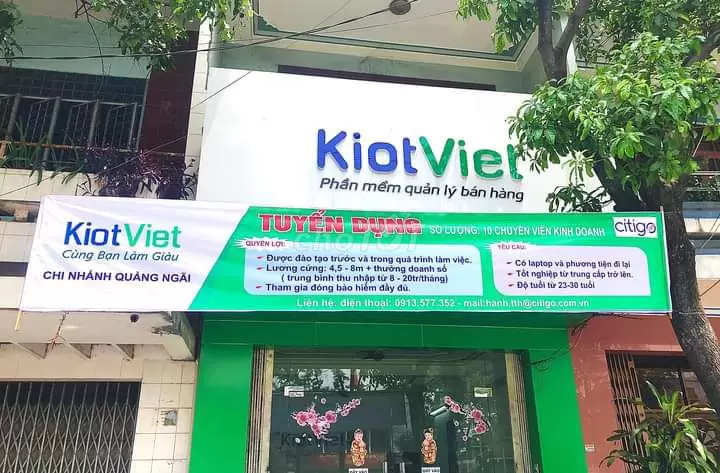 KiotViet
Phần mềm quản lý bán hàng
KiotViet
Cùng Bạn Làm Giàu
CHI NHÁNH QUẢNG NGÃI
TUYỂN DỤNG SỐ LƯỢNG: 10 CHUYÊN VIÊN KINH DOANH
citigo
QUYỀN LỢI:
Được đào tạo trước và trong quá trình làm việc.
Lương cứng: 4,5 - 8m + thưởng doanh số
( trung bình thu nhập từ 8 - 20tr/tháng)
Tham gia đóng bảo hiểm đầy đủ.
YÊU CẦU:
Có laptop và phương tiện đi lại
Tốt nghiệp từ trung cấp trở lên.
Độ tuổi từ 23-30 tuổi
Liên hệ: điện thoại: 0913.577.352 - mail:hanh.tth@citigo.com.vn
KiotViet
ĐẨY VÀO
ĐẨY VÀO